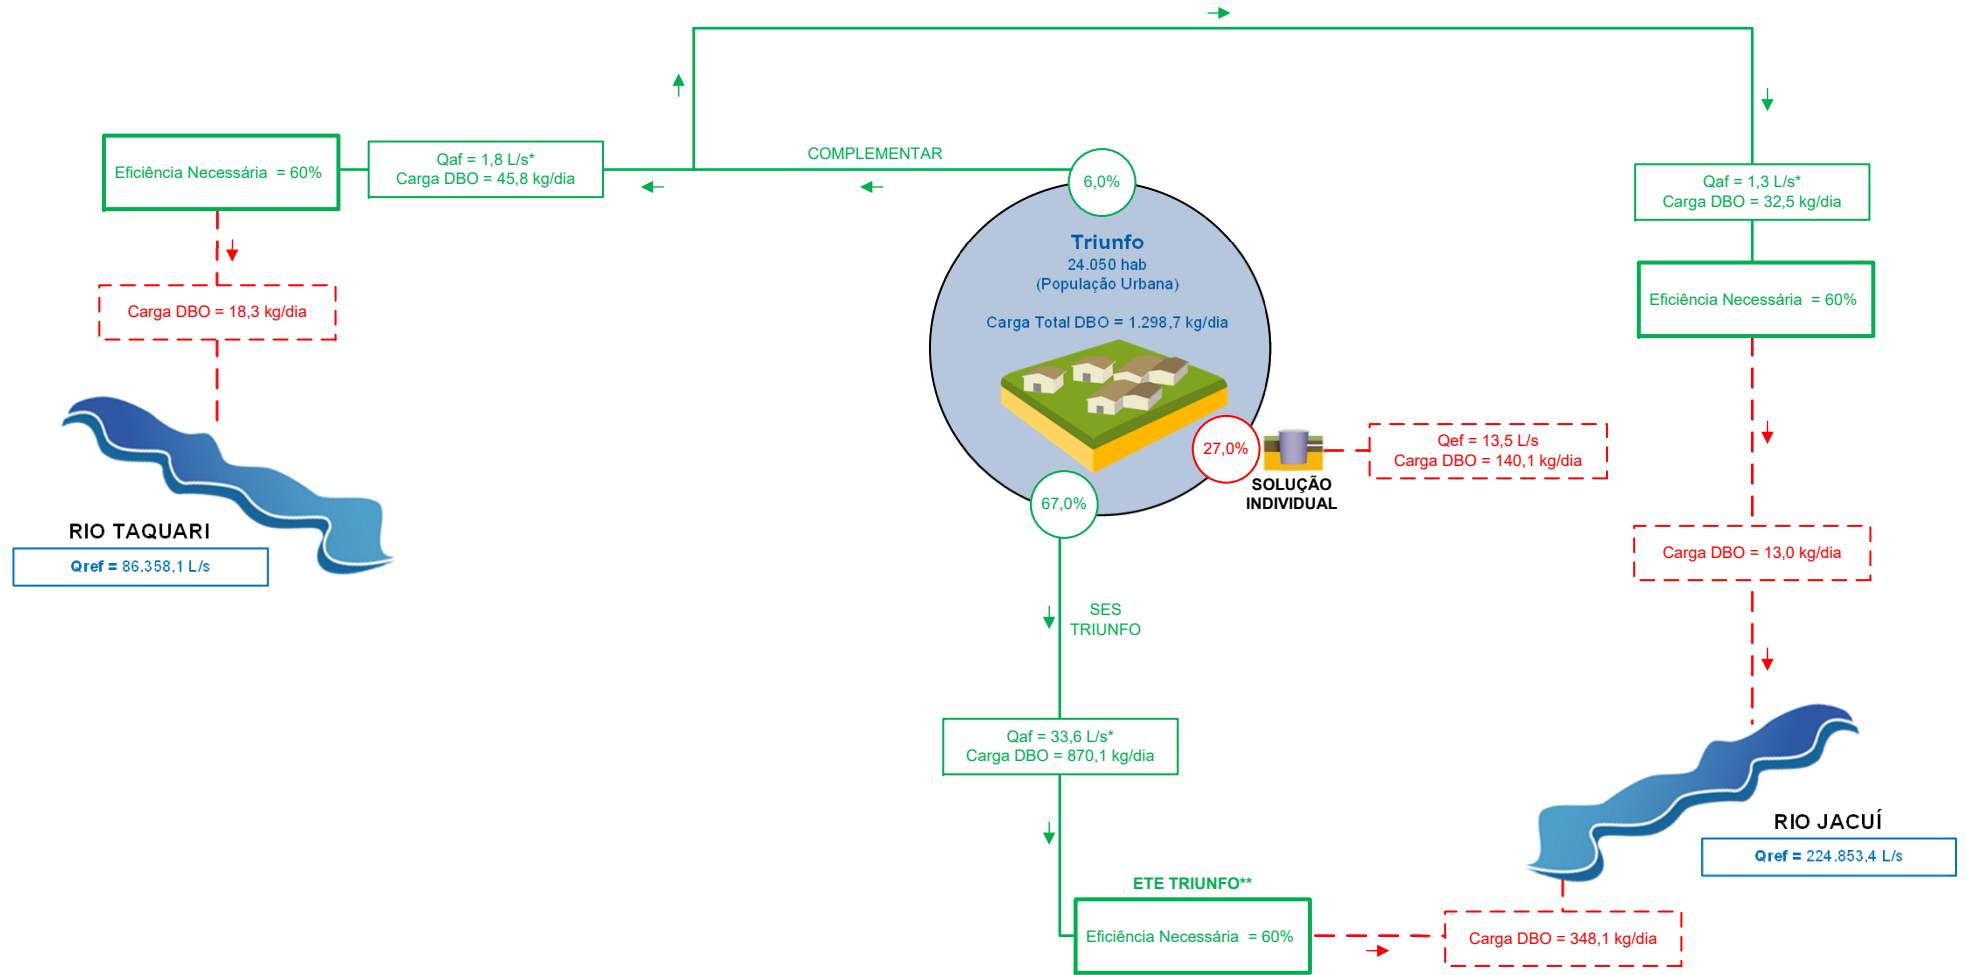 COMPLEMENTAR
Qaf = 1,8 L/s*
Carga DBO = 45,8 kg/dia
Eficiência Necessária = 60%
Carga DBO = 18,3 kg/dia
RIO TAQUARI
Qref = 86.358,1 L/s
6,0%
Triunfo
24.050 hab
(População Urbana)
Carga Total DBO = 1.298,7 kg/dia
27,0%
SOLUÇÃO
INDIVIDUAL
Qef = 13,5 L/s
Carga DBO = 140,1 kg/dia
67,0%
SES
TRIUNFO
Qaf = 33,6 L/s*
Carga DBO = 870,1 kg/dia
ETE TRIUNFO**
Eficiência Necessária = 60%
Carga DBO = 348,1 kg/dia
Qaf = 1,3 L/s*
Carga DBO = 32,5 kg/dia
Eficiência Necessária = 60%
Carga DBO = 13,0 kg/dia
RIO JACUÍ
Qref = 224.853,4 L/s